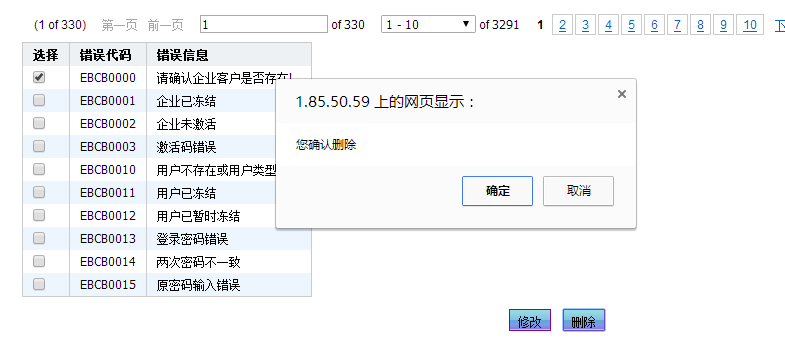 (1 of 330) 第一页 前一页 1 of 330 1 - 10 of 3291 1 2 3 4 5 6 7 8 9 10 下
选择 错误代码 错误信息
EBCB0000 请确认企业客户是否存在!
EBCB0001 企业已冻结
EBCB0002 企业未激活
EBCB0003 激活码错误
EBCB0010 用户不存在或用户类型
EBCB0011 用户已冻结
EBCB0012 用户已暂时冻结
EBCB0013 登录密码错误
EBCB0014 两次密码不一致
EBCB0015 原密码输入错误
1.85.50.59 上的网页显示：
您确认删除
确定 取消
修改 删除